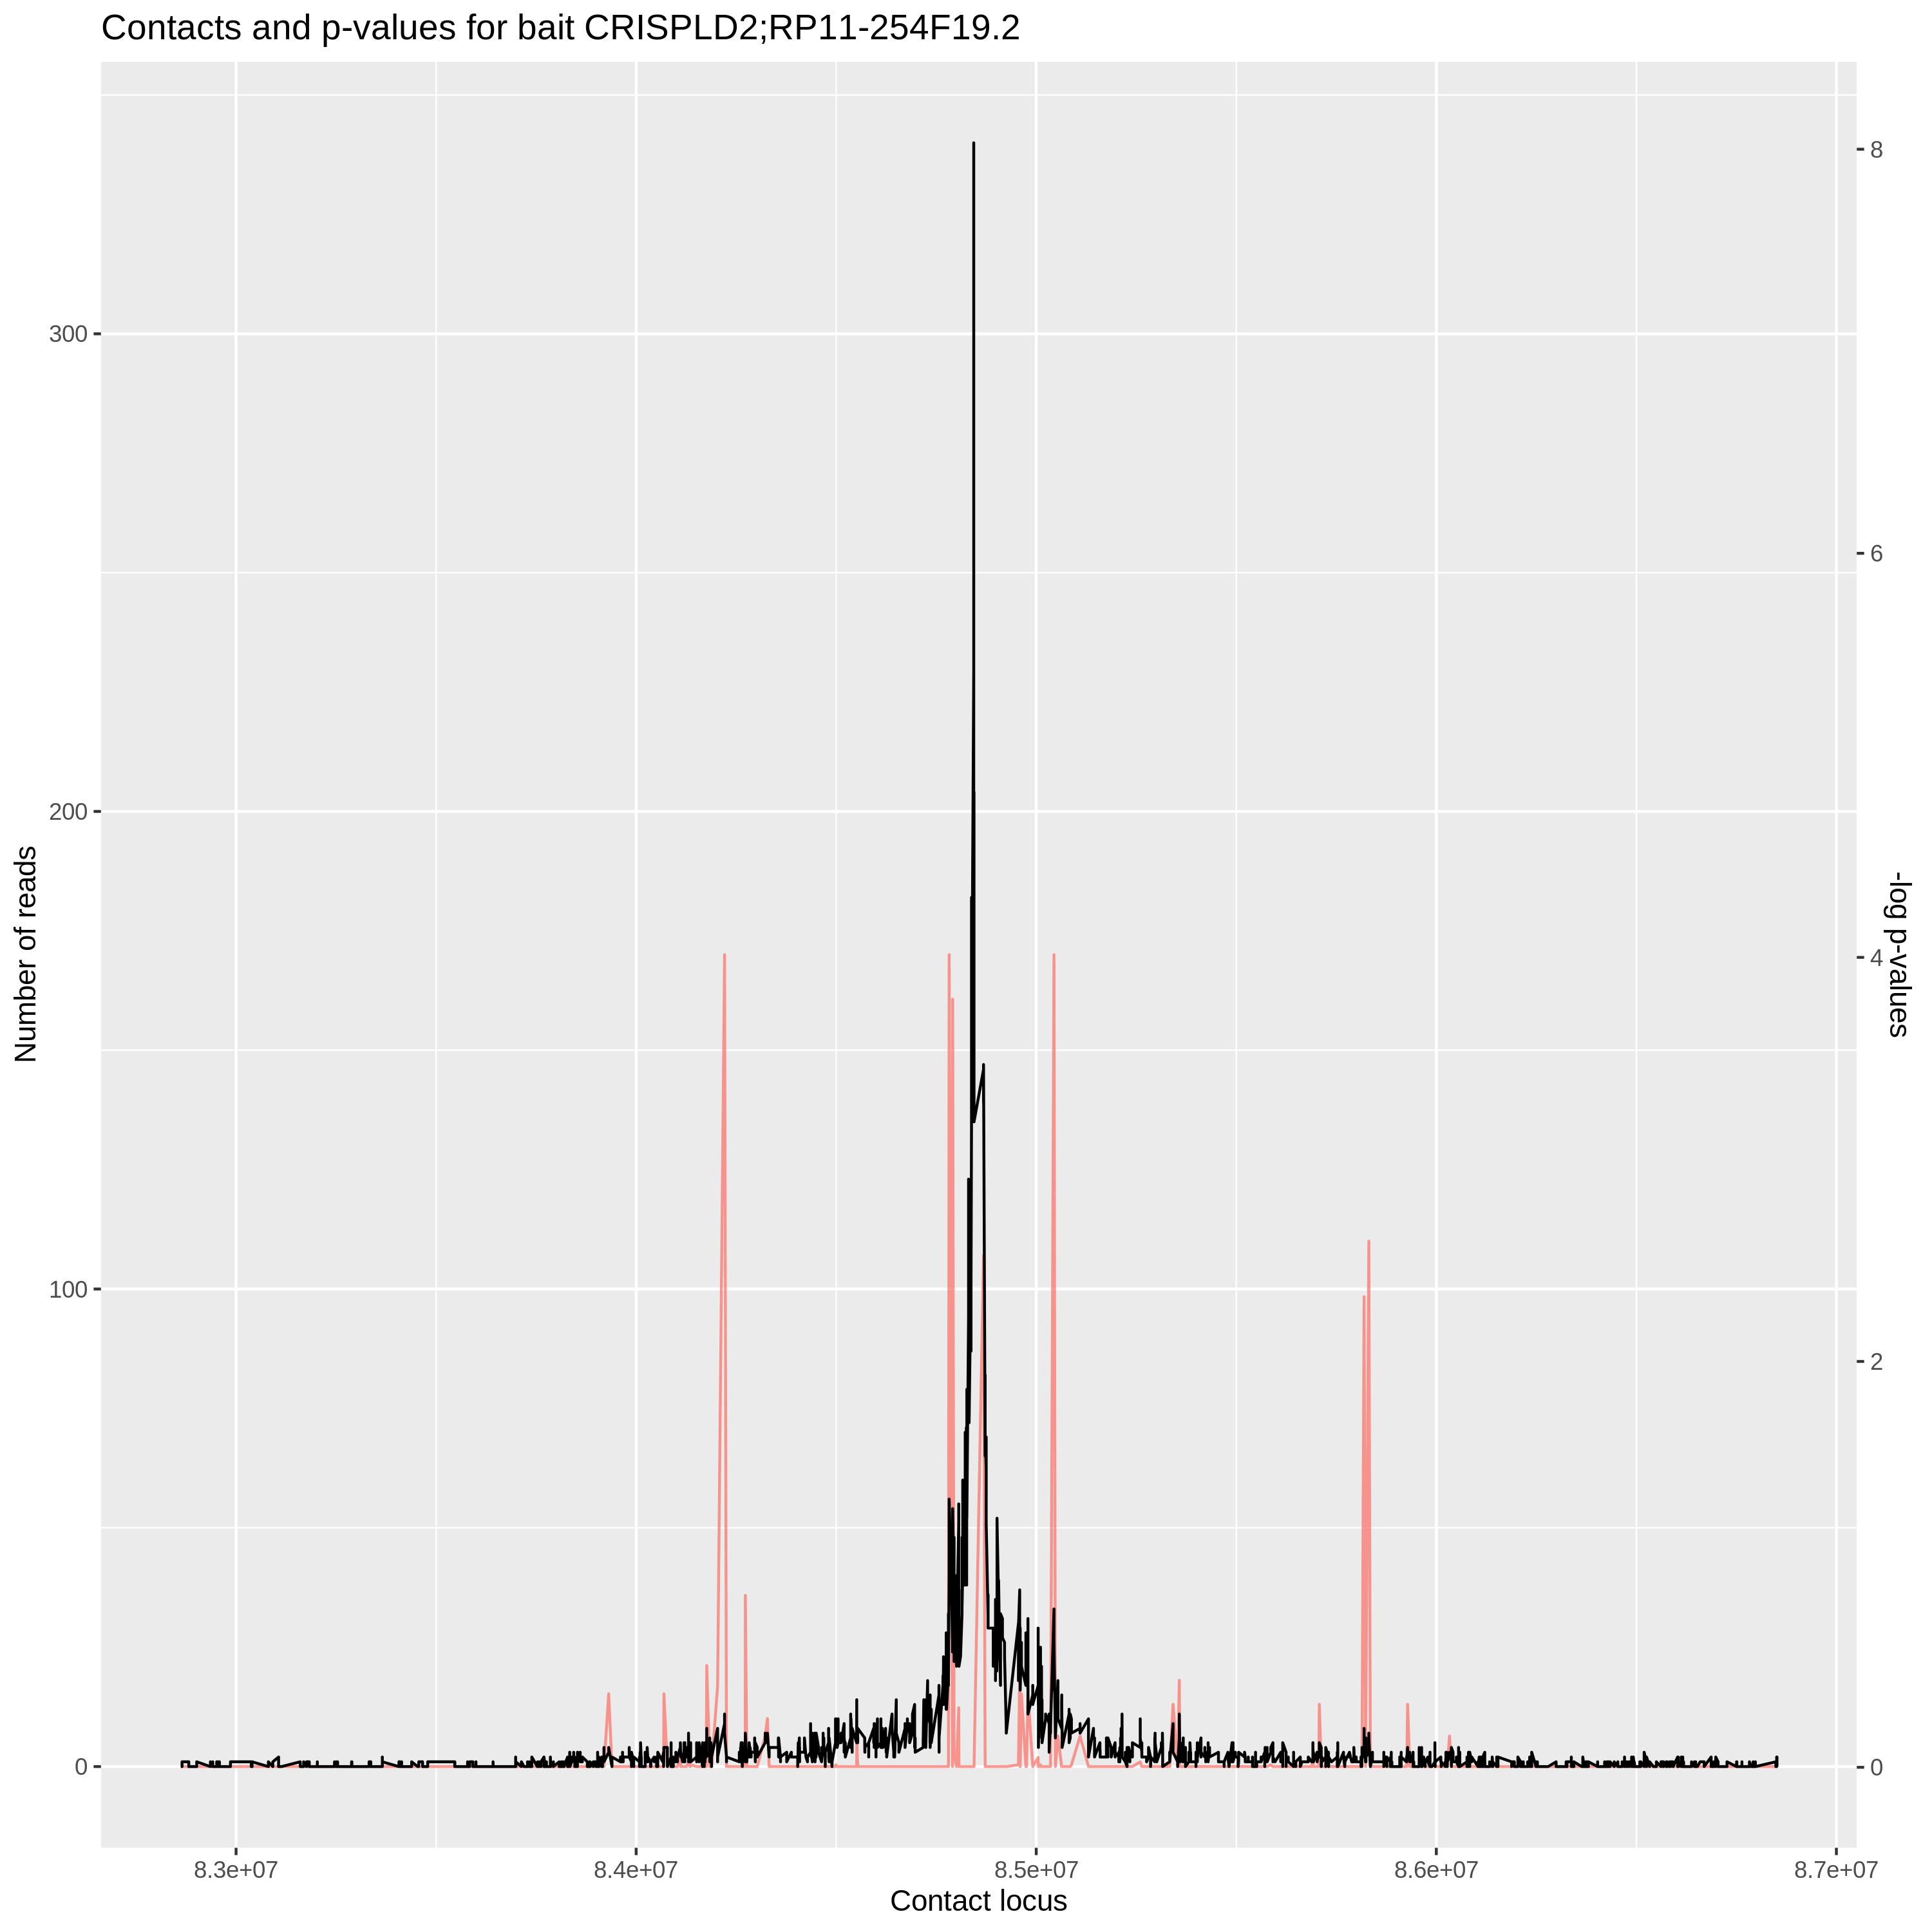 Contacts and p-values for bait CRISPLD2;RP11-254F19.2
Number of reads
300
200
100
0
8
6
4
2
0
-log p-values
8.3e+07
8.4e+07
8.5e+07
8.6e+07
8.7e+07
Contact locus